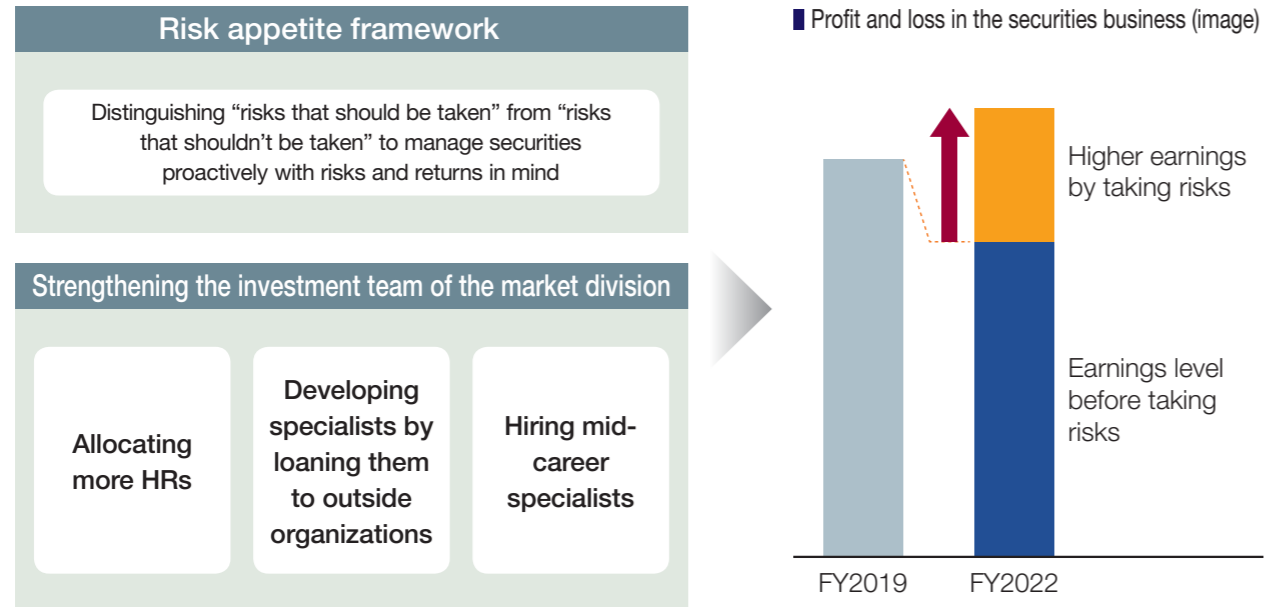 Risk appetite framework
Distinguishing “risks that should be taken” from “risks
that shouldn’t be taken” to manage securities
proactively with risks and returns in mind
Strengthening the investment team of the market division
Allocating
more HRs
Developing
specialists by
loaning them
to outside
organizations
Hiring mid-
career
specialists
Profit and loss in the securities business (image)
Higher earnings
by taking risks
Earnings level
before taking
risks
FY2019
FY2022